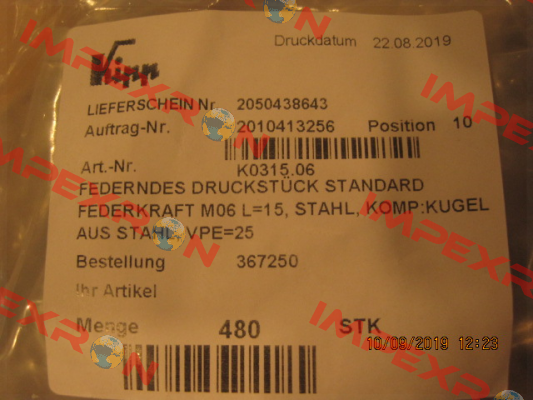 Kipp
Druckdatum 22.08.2019
LIEFERSCHEIN Nr. 2050438643
Auftrag-Nr. 2010413256 Position 10
Art.-Nr. K0315.06
FEDERNDES DRUCKSTÜCK STANDARD
FEDERKRAFT M06 L=15, STAHL, KOMP:KUGEL
AUS STAHL, VPE=25
Bestellung 367250
Ihr Artikel
Menge 480 STK
10/09/2019 12:23
IMPEXRON
IMPEXRON
IMPEXRON
IMPEXRON
IMPEXRON